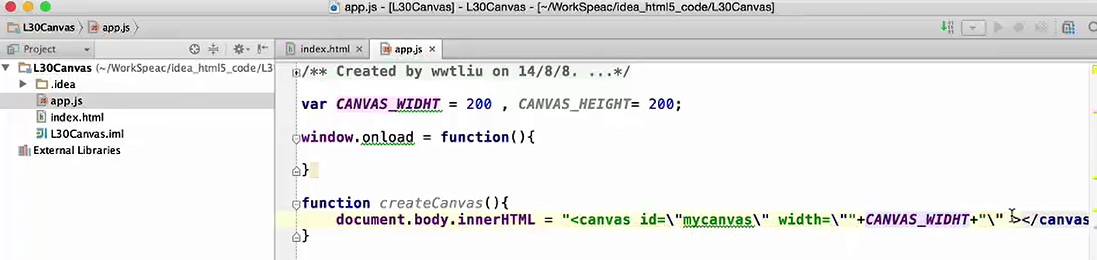 app.js - [L30Canvas] - L30Canvas - [~/WorkSpeac/idea_html5_code/L30Canvas]
L30Canvas app.js
Project index.html app.js
L30Canvas (~/WorkSpeac/idea_html5_code/L3
.idea
app.js
index.html
L30Canvas.iml
External Libraries
/** Created by wwtliu on 14/8/8. ...*/
var CANVAS_WIDHT = 200 , CANVAS_HEIGHT= 200;
window.onload = function(){
}
function createCanvas(){
document.body.innerHTML = "<canvas id=\"mycanvas\" width=\""+CANVAS_WIDHT+"\" ></canvas
}